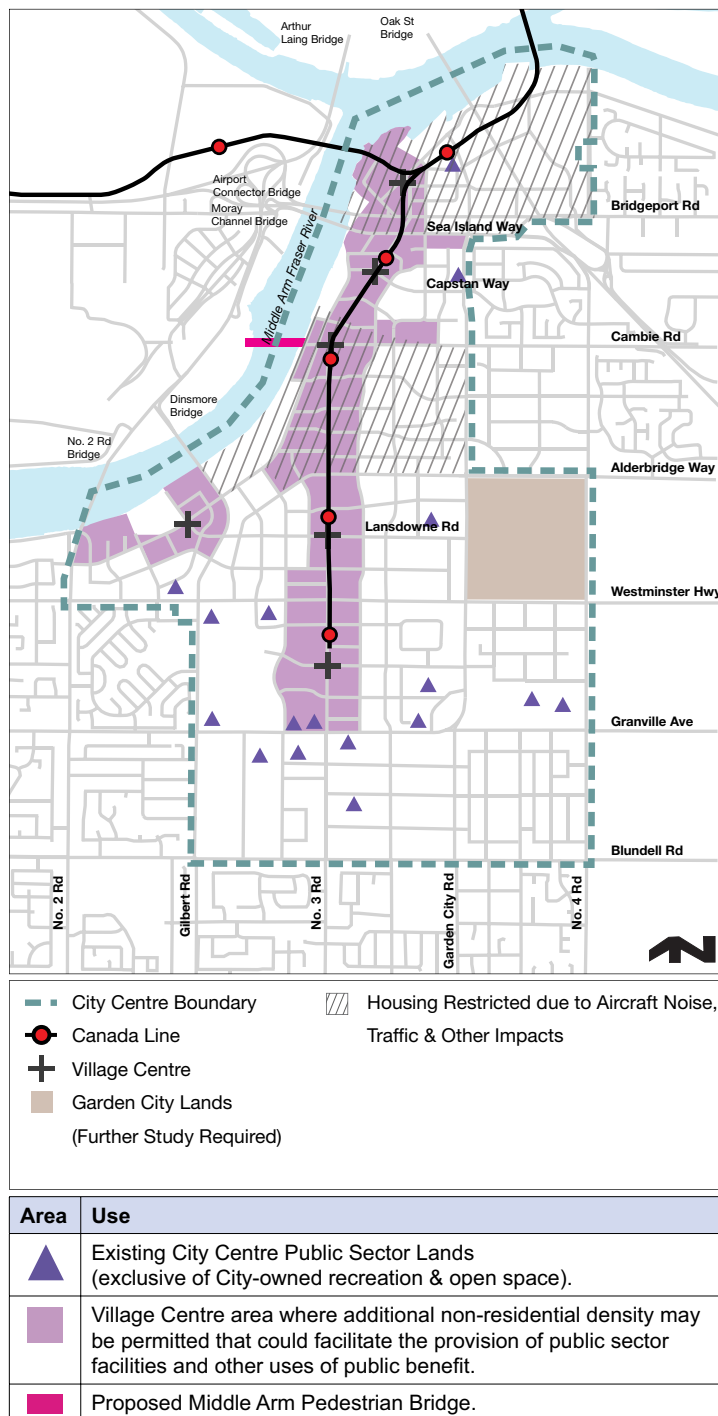 Arthur
Laing Bridge
Oak St
Bridge
Airport
Connector Bridge
Moray
Channel Bridge
Bridgeport Rd
Sea Island Way
Middle Arm Fraser River
Capstan Way
Cambie Rd
Dinsmore
Bridge
No. 2 Rd
Bridge
Alderbridge Way
Lansdowne Rd
Westminster Hwy
Granville Ave
Blundell Rd
No. 2 Rd
Gilbert Rd
No. 3 Rd
Garden City Rd
No. 4 Rd
N
City Centre Boundary
Canada Line
Village Centre
Garden City Lands
(Further Study Required)
Housing Restricted due to Aircraft Noise,
Traffic & Other Impacts
Area Use
Existing City Centre Public Sector Lands
(exclusive of City-owned recreation & open space).
Village Centre area where additional non-residential density may
be permitted that could facilitate the provision of public sector
facilities and other uses of public benefit.
Proposed Middle Arm Pedestrian Bridge.